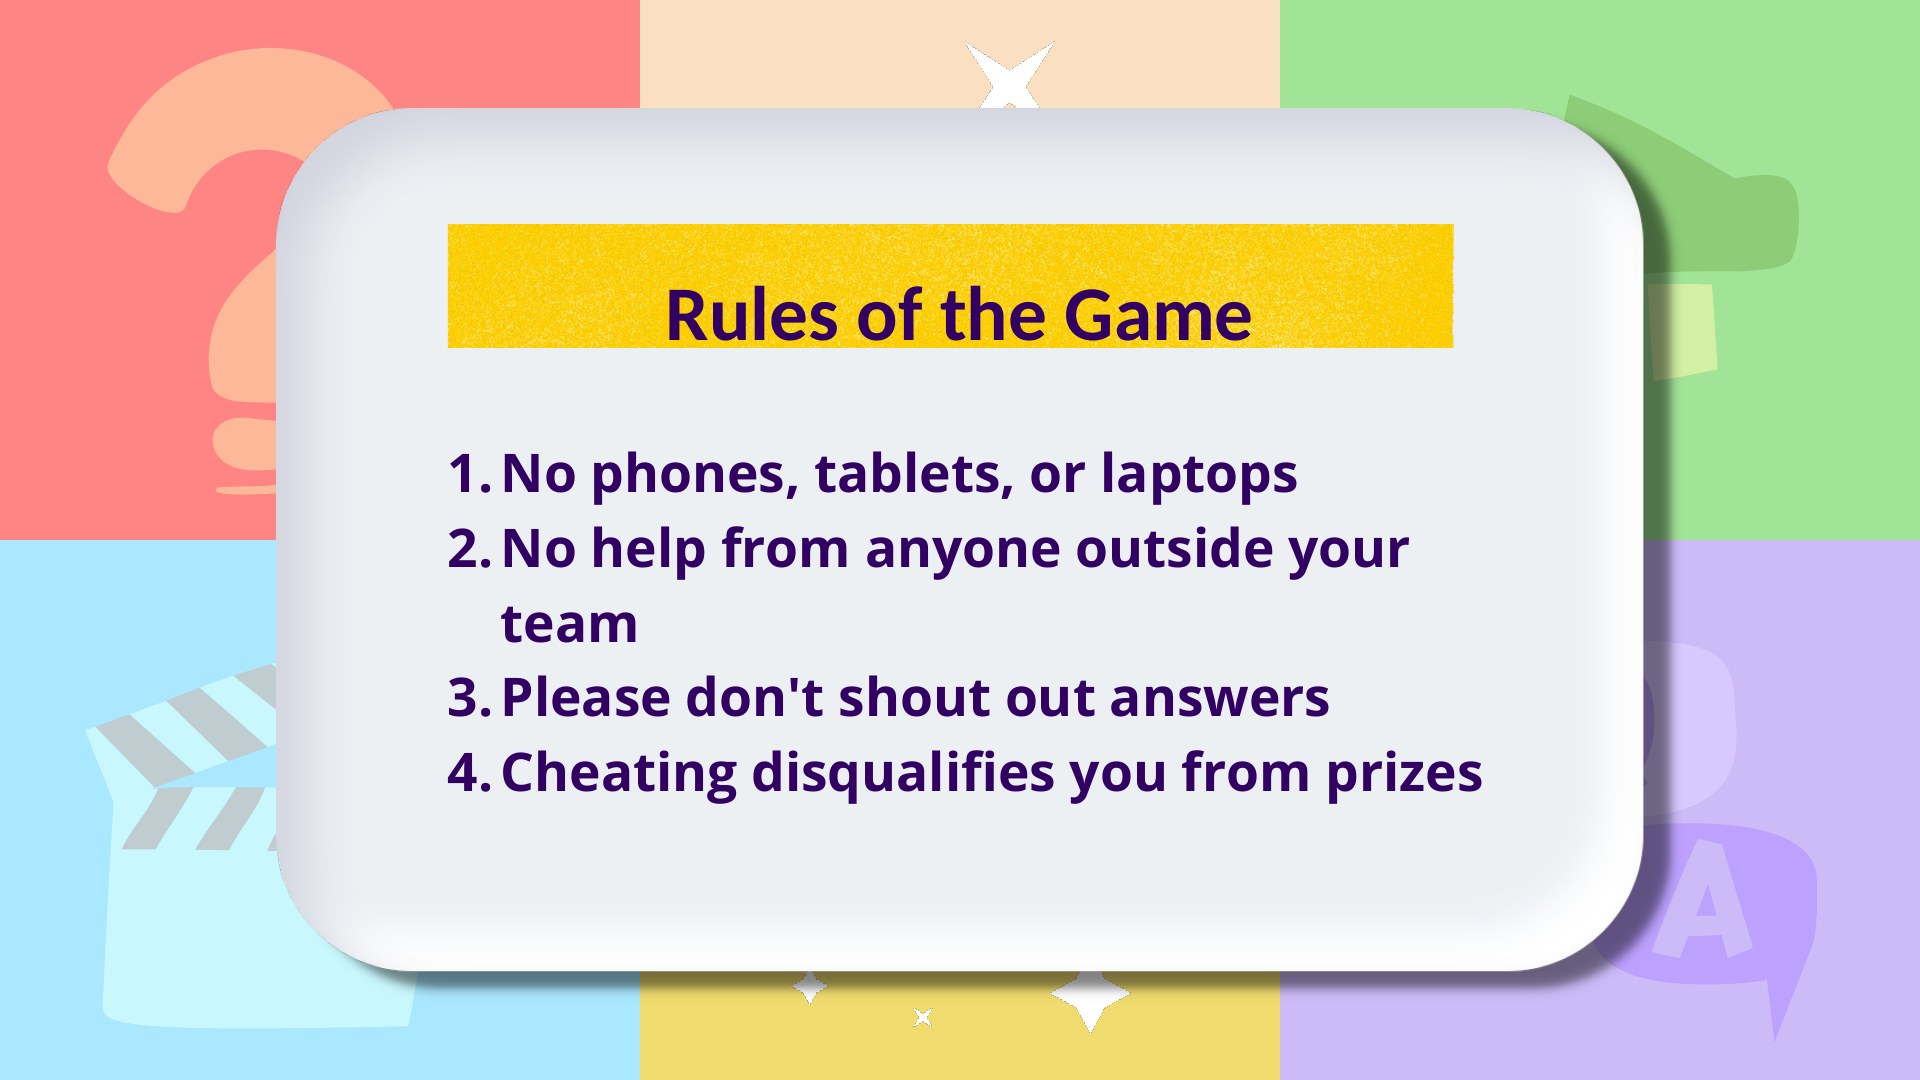 Rules of the Game
1. No phones, tablets, or laptops
2. No help from anyone outside your
team
3. Please don't shout out answers
4. Cheating disqualifies you from prizes
A